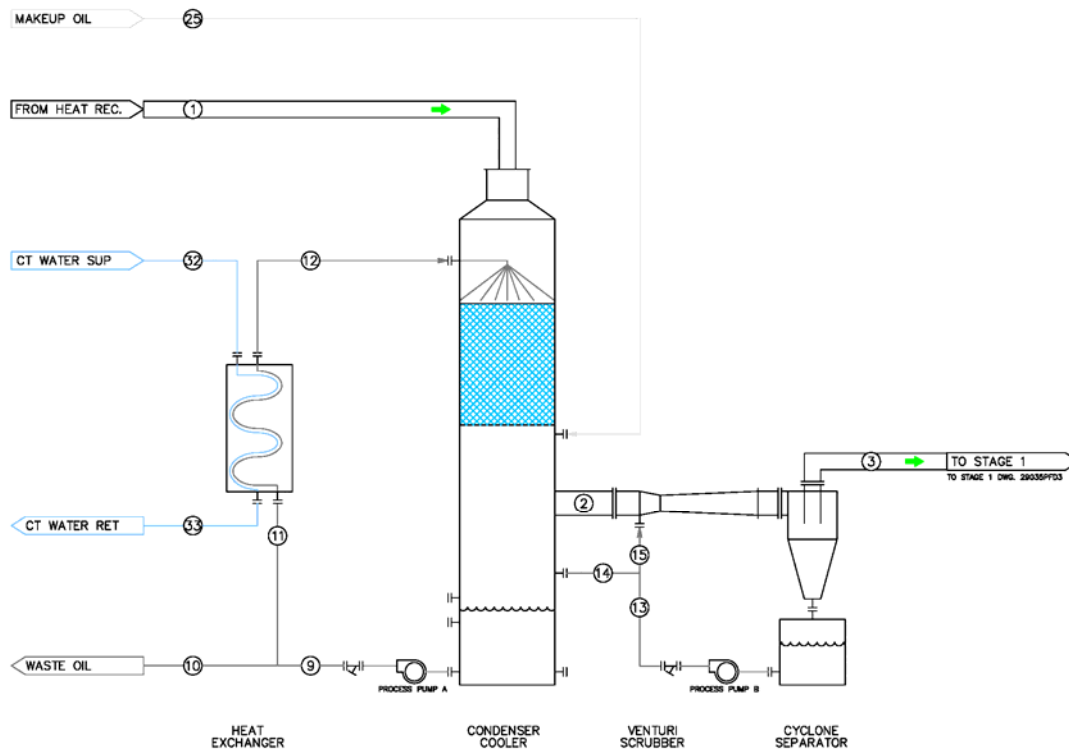 MAKEUP OIL
25
FROM HEAT REC.
1
CT WATER SUP
32
12
3
TO STAGE 1
TO STAGE 1 DWG. 29035PFD3
2
CT WATER RET
33
11
15
14
13
WASTE OIL
10
9
PROCESS PUMP A
PROCESS PUMP B
HEAT
EXCHANGER
CONDENSER
COOLER
VENTURI
SCRUBBER
CYCLONE
SEPARATOR